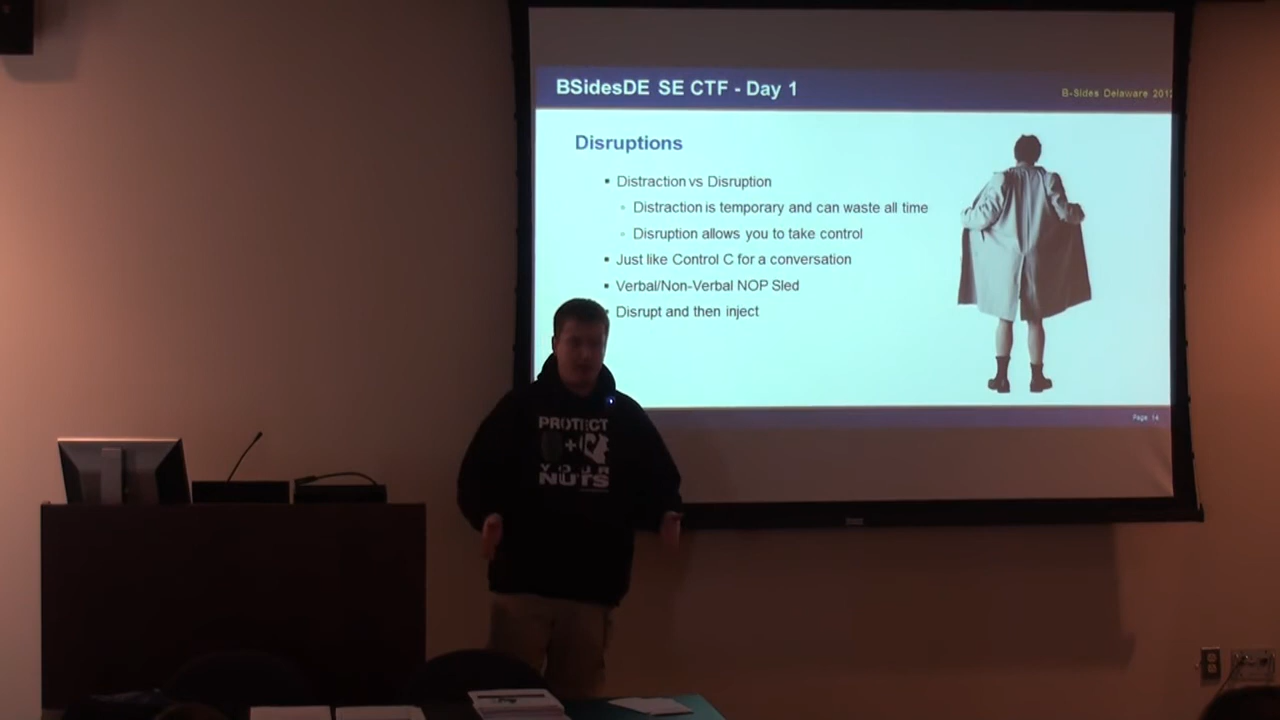 BSidesDE SE CTF - Day 1
B-Sides Delaware 2012
Disruptions
• Distraction vs Disruption
◦ Distraction is temporary and can waste all time
◦ Disruption allows you to take control
• Just like Control C for a conversation
• Verbal/Non-Verbal NOP Sled
• Disrupt and then inject
Page 14
PROTECT
+
YOUR
NUTS